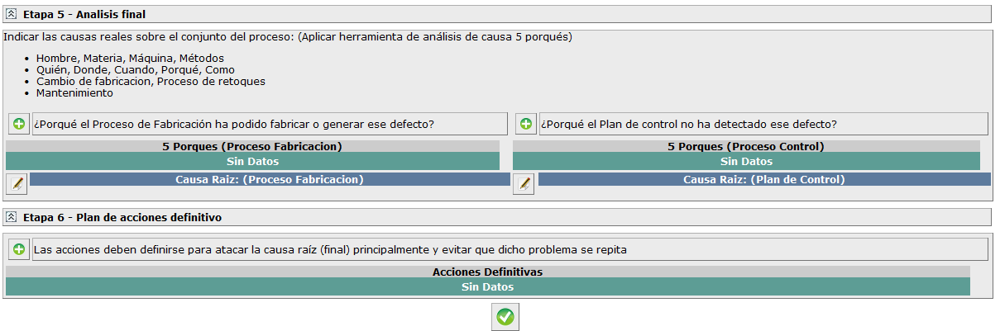 Etapa 5 - Analisis final
Indicar las causas reales sobre el conjunto del proceso: (Aplicar herramienta de análisis de causa 5 porqués)
Hombre, Materia, Máquina, Métodos
Quién, Donde, Cuando, Porqué, Como
Cambio de fabricacion, Proceso de retoques
Mantenimiento
¿Porqué el Proceso de Fabricación ha podido fabricar o generar ese defecto?
¿Porqué el Plan de control no ha detectado ese defecto?
5 Porques (Proceso Fabricacion)
5 Porques (Proceso Control)
Sin Datos
Sin Datos
Causa Raiz: (Proceso Fabricacion)
Causa Raiz: (Plan de Control)
Etapa 6 - Plan de acciones definitivo
Las acciones deben definirse para atacar la causa raíz (final) principalmente y evitar que dicho problema se repita
Acciones Definitivas
Sin Datos